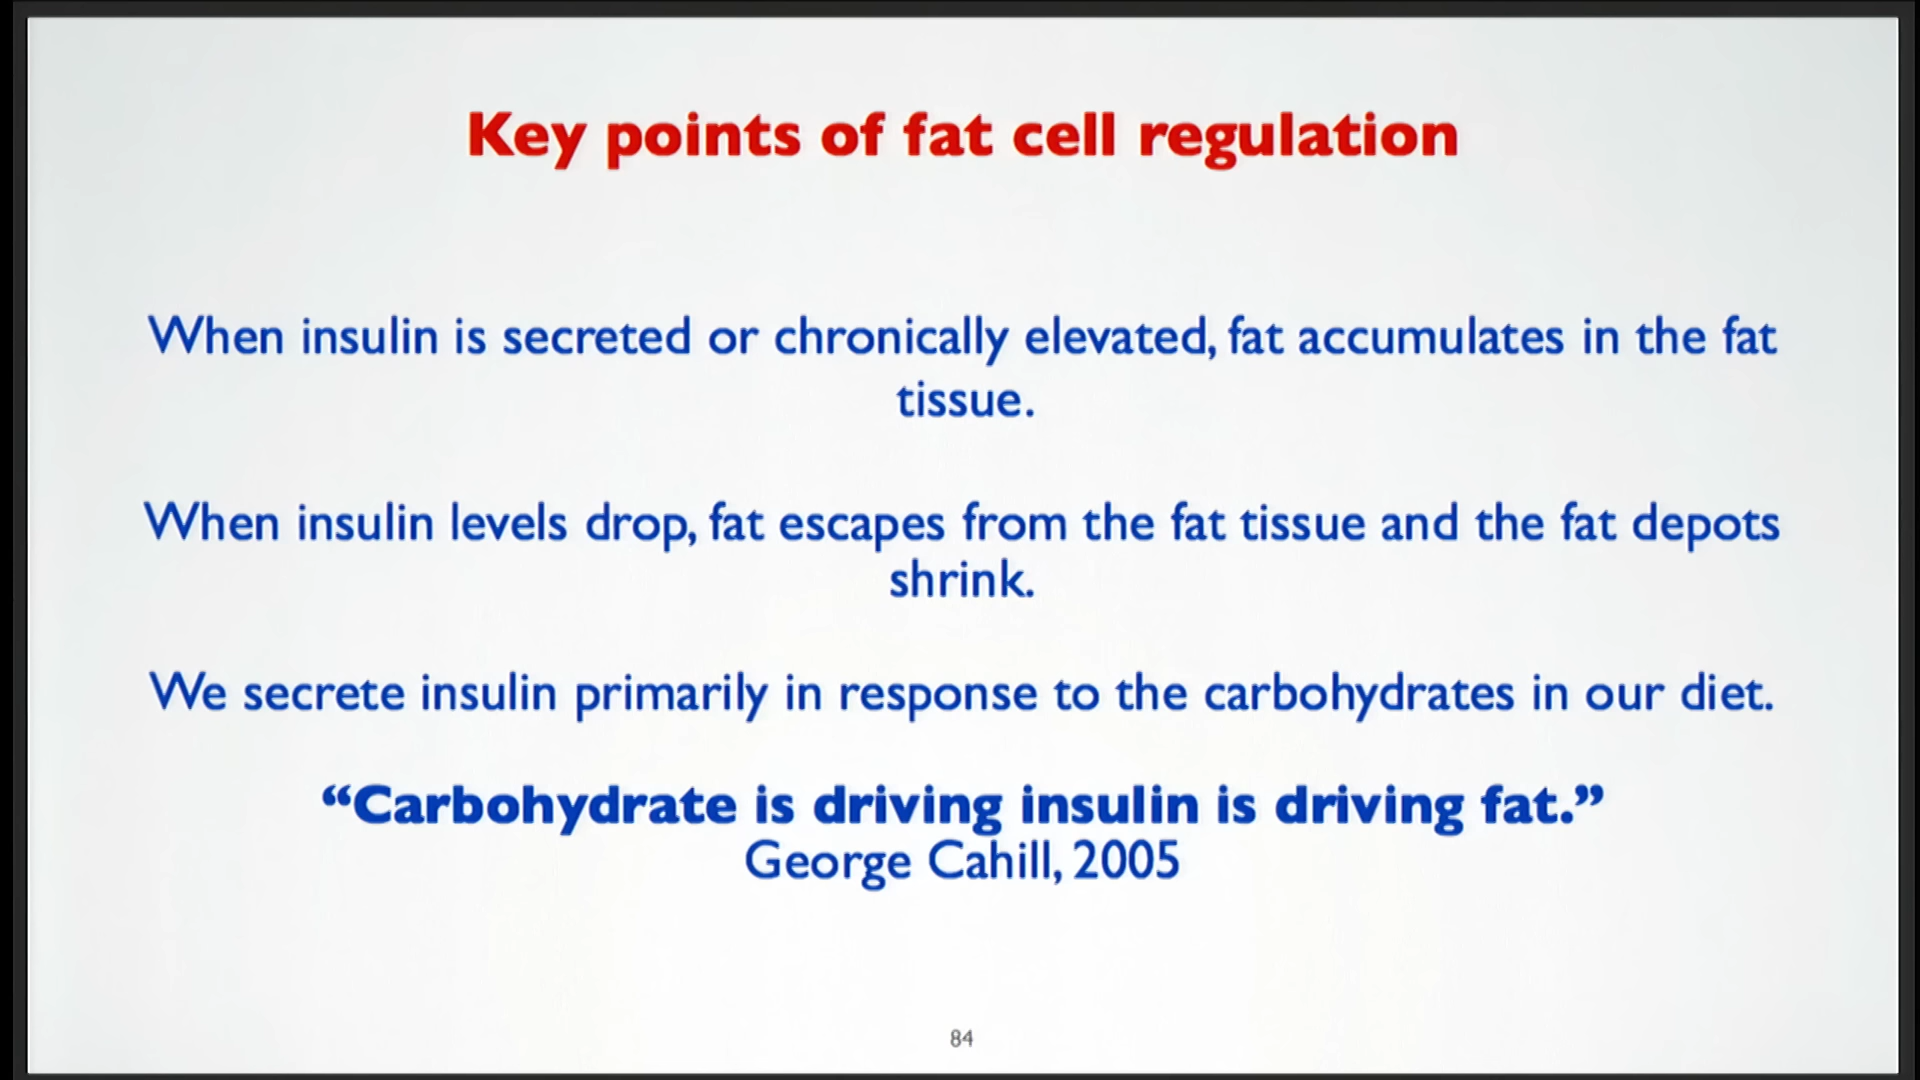 Key points of fat cell regulation
When insulin is secreted or chronically elevated, fat accumulates in the fat
tissue.
When insulin levels drop, fat escapes from the fat tissue and the fat depots
shrink.
We secrete insulin primarily in response to the carbohydrates in our diet.
“Carbohydrate is driving insulin is driving fat.”
George Cahill, 2005
84